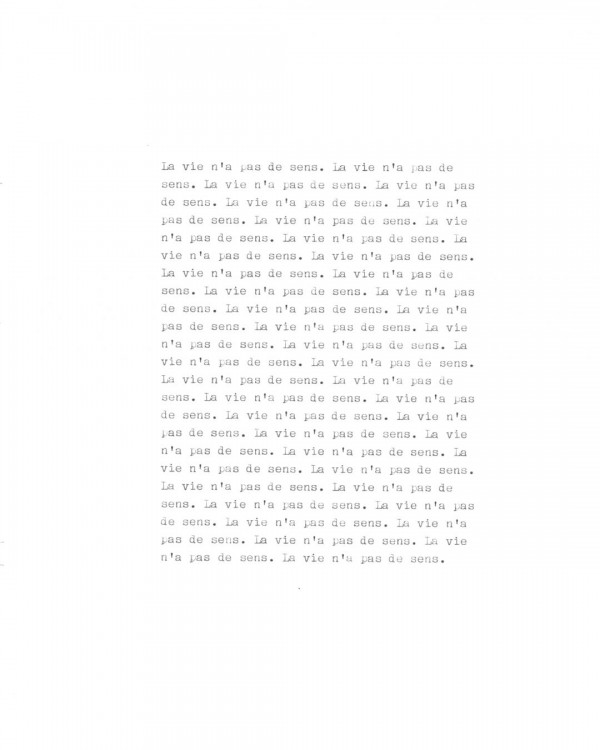 La vie n'a pas de sens. La vie n'a pas de
sens. La vie n'a pas de sens. La vie n'a pas
de sens. La vie n'a pas de sens. La vie n'a
pas de sens. La vie n'a pas de sens. La vie
n'a pas de sens. La vie n'a pas de sens. La
vie n'a pas de sens. La vie n'a pas de sens.
La vie n'a pas de sens. La vie n'a pas de
sens. La vie n'a pas de sens. La vie n'a pas
de sens. La vie n'a pas de sens. La vie n'a
pas de sens. La vie n'a pas de sens. La vie
n'a pas de sens. La vie n'a pas de sens. La
vie n'a pas de sens. La vie n'a pas de sens.
La vie n'a pas de sens. La vie n'a pas de
sens. La vie n'a pas de sens. La vie n'a pas
de sens. La vie n'a pas de sens. La vie n'a
pas de sens. La vie n'a pas de sens. La vie
n'a pas de sens. La vie n'a pas de sens. La
vie n'a pas de sens. La vie n'a pas de sens.
La vie n'a pas de sens. La vie n'a pas de
sens. La vie n'a pas de sens. La vie n'a pas
de sens. La vie n'a pas de sens. La vie n'a
pas de sens. La vie n'a pas de sens. La vie
n'a pas de sens. La vie n'a pas de sens.